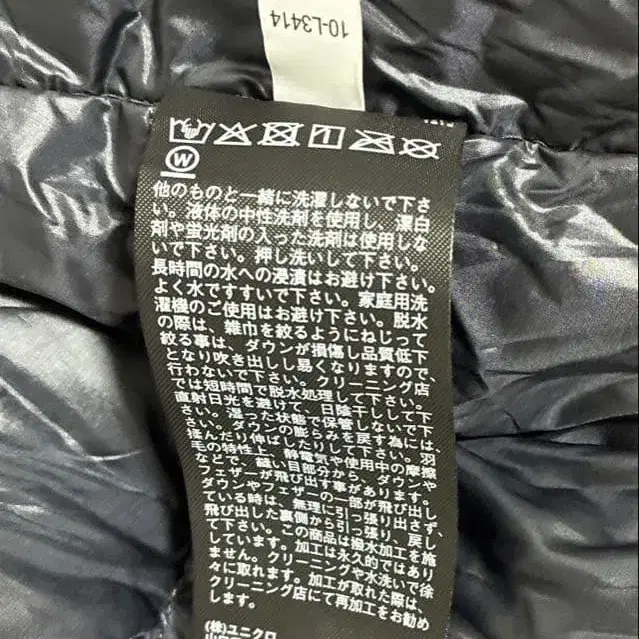 10-L3414
W
他のものと一緒に洗濯しないで下さ
い。液体の中性洗剤を使用し、漂白
剤や蛍光剤の入った洗剤は使用しな
いで下さい。押し洗いして下さい。
長時間の水への浸漬はお避け下さい。
よく水ですすいで下さい。家庭用洗
濯機のご使用はお避け下さい。脱水
の際は、雑巾を絞るようにねじって
絞る事は、ダウンが損傷し品質低下
となり吹き出しし易くなりますので、
行わないで下さい。クリーニング店
では短時間で脱水処理して下さい。
直射日光を避けて、日陰干しして下
さい。湿った状態で保管しないで下
さい。ダウンの膨らみを戻す為には、
揉んだり伸ばしたりして下さい。羽
毛の特性上、静電気や使用中の摩擦
などで、縫い目部分から、ダウンや
フェザーが飛び出す事があります。
ダウンやフェザーの一部が飛び出し
ている時は、無理に引っ張り出さず、
飛び出した裏側から引っ張り、戻し
て下さい。この商品は撥水加工を施
しています。加工は永久的ではあり
ません。クリーニングや水洗いで徐
々に取れます。加工が取れた際は、
クリーニング店にて再加工をお勧め
します。
(株)ユニクロ